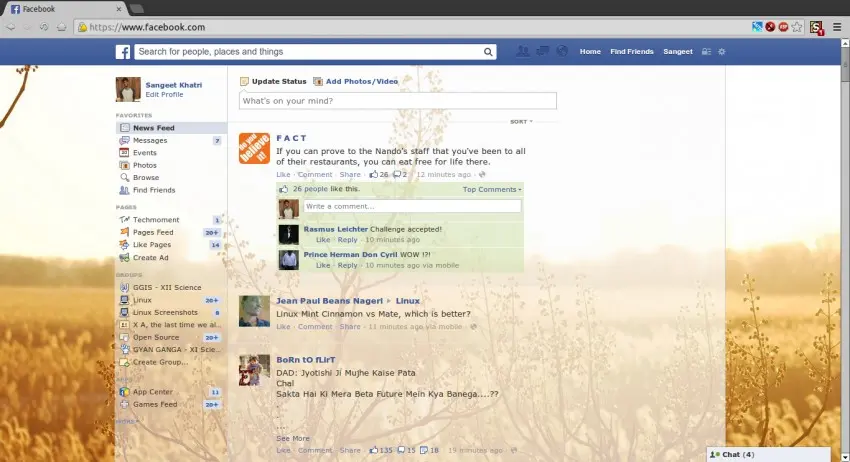 Facebook
https://www.facebook.com
Search for people, places and things
Home
Find Friends
Sangeet
Sangeet Khatri
Edit Profile
FAVORITES
News Feed
Messages 7
Events
Photos
Browse
Find Friends
PAGES
Technoment 1
Pages Feed 20+
Like Pages 14
Create Ad
GROUPS
GGIS - XII Science
Linux 20+
Linux Screenshots 8
X A, the last time we al...
Open Source 20+
GYAN GANGA - XI Scie...
Create Group...
APPS
App Center 11
Games Feed 20+
MORE
Update Status
Add Photos/Video
What's on your mind?
SORT
Do you believe it!
F A C T
If you can prove to the Nando's staff that you've been to all
of their restaurants, you can eat free for life there.
Like · Comment · Share · 26 2 · 12 minutes ago ·
26 people like this.
Top Comments
Write a comment...
Rasmus Leichter Challenge accepted!
Like · Reply · 10 minutes ago
Prince Herman Don Cyril WOW !?!
Like · Reply · 10 minutes ago via mobile
Jean Paul Beans Nageri ▸ Linux
Linux Mint Cinnamon vs Mate, which is better?
Like · Comment · Share · 11 minutes ago via mobile ·
BoRn tO fLirT
DAD: Jyotishi Ji Mujhe Kaise Pata
Chal
Sakta Hai Ki Mera Beta Future Mein Kya Banega....??
.
.
....
See More
Like · Comment · Share · 135 15 18 · 19 minutes ago ·
Chat (4)